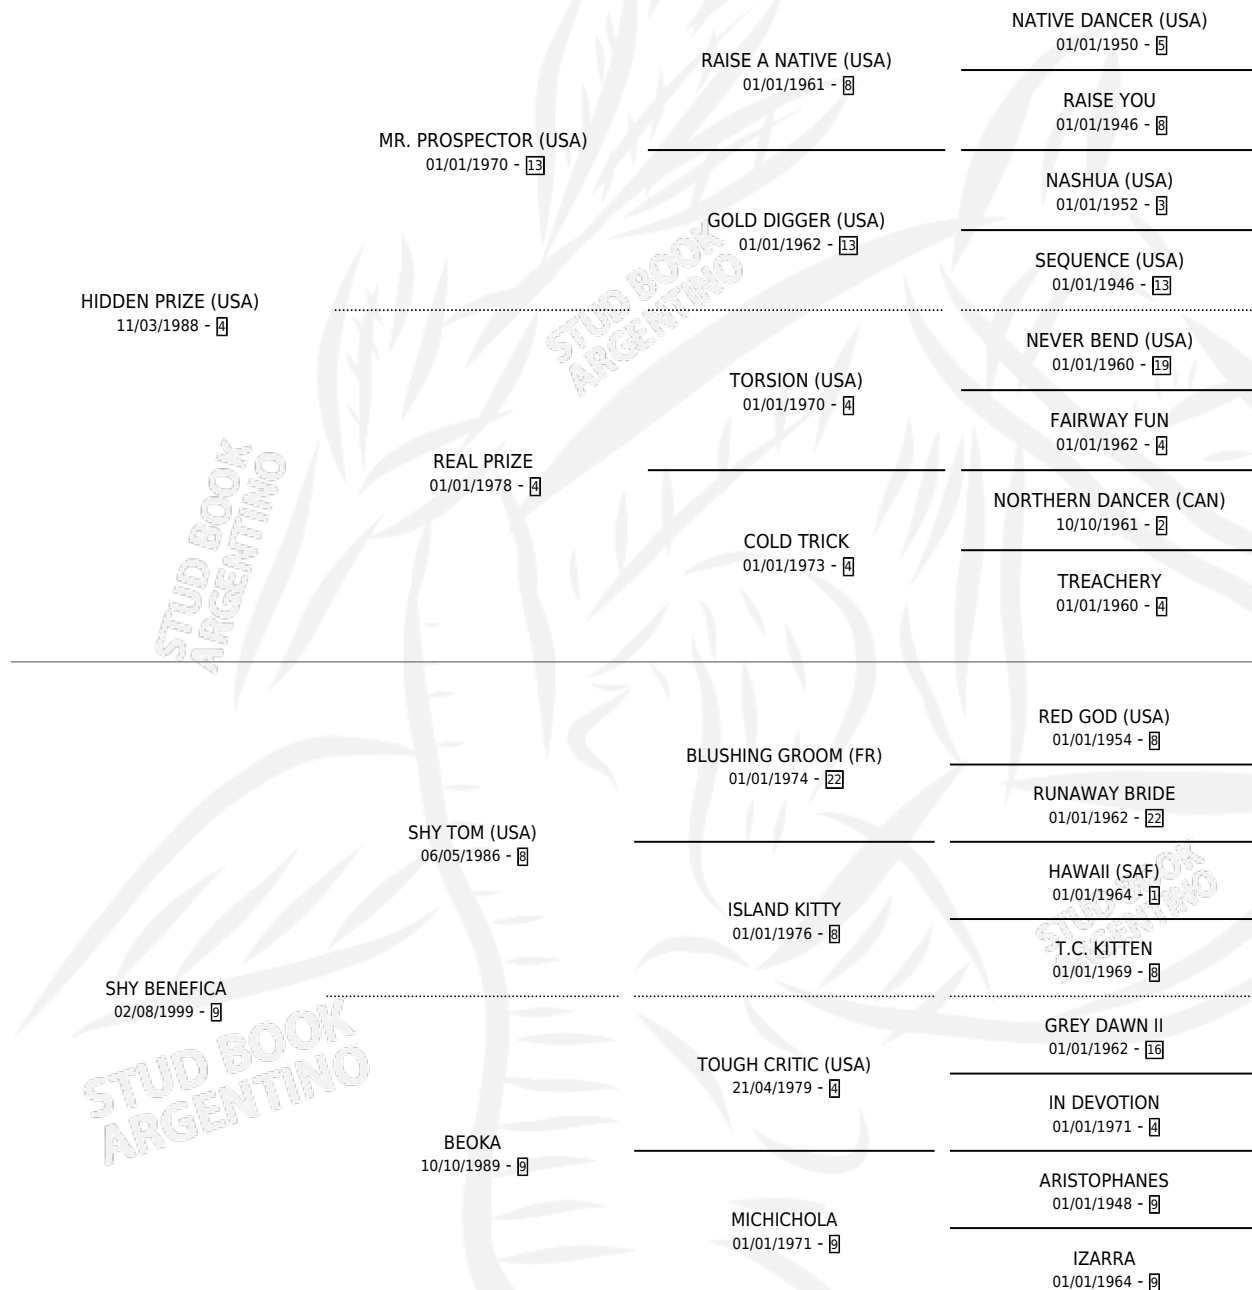 NATIVE DANCER (USA)
01/01/1950 - 5
RAISE A NATIVE (USA)
01/01/1961 - 8
RAISE YOU
01/01/1946 - 8
MR. PROSPECTOR (USA)
01/01/1970 - 13
NASHUA (USA)
01/01/1952 - 3
GOLD DIGGER (USA)
01/01/1962 - 13
SEQUENCE (USA)
01/01/1946 - 13
HIDDEN PRIZE (USA)
11/03/1988 - 4
NEVER BEND (USA)
01/01/1960 - 19
TORSION (USA)
01/01/1970 - 4
FAIRWAY FUN
01/01/1962 - 4
REAL PRIZE
01/01/1978 - 4
NORTHERN DANCER (CAN)
10/10/1961 - 2
COLD TRICK
01/01/1973 - 4
TREACHERY
01/01/1960 - 4
RED GOD (USA)
01/01/1954 - 8
BLUSHING GROOM (FR)
01/01/1974 - 22
RUNAWAY BRIDE
01/01/1962 - 22
SHY TOM (USA)
06/05/1986 - 8
HAWAII (SAF)
01/01/1964 - 1
ISLAND KITTY
01/01/1976 - 8
T.C. KITTEN
01/01/1969 - 8
SHY BENEFICA
02/08/1999 - 9
GREY DAWN II
01/01/1962 - 16
TOUGH CRITIC (USA)
21/04/1979 - 4
IN DEVOTION
01/01/1971 - 4
BEOKA
10/10/1989 - 9
ARISTOPHANES
01/01/1948 - 9
MICHICHOLA
01/01/1971 - 9
IZARRA
01/01/1964 - 9
STUD BOOK
ARGENTINO
STUD BOOK
ARGENTINO
STUD BOOK
ARGENTINO
STUD BOOK
ARGENTINO